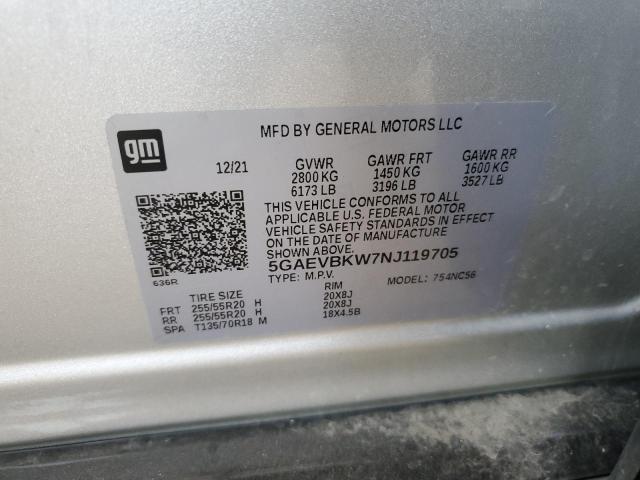 gm
MFD BY GENERAL MOTORS LLC
12/21 GVWR GAWR FRT GAWR RR
2800 KG 1450 KG 1600 KG
6173 LB 3196 LB 3527 LB
THIS VEHICLE CONFORMS TO ALL
APPLICABLE U.S. FEDERAL MOTOR
VEHICLE SAFETY STANDARDS IN EFFECT
ON THE DATE OF MANUFACTURE
SHOWN ABOVE.
5GAEVBKW7NJ119705
TYPE: M.P.V. MODEL: 754NC56
636R
TIRE SIZE RIM
FRT 255/55R20 H 20X8J
RR 255/55R20 H 20X8J
SPA T135/70R18 M 18X4.5B